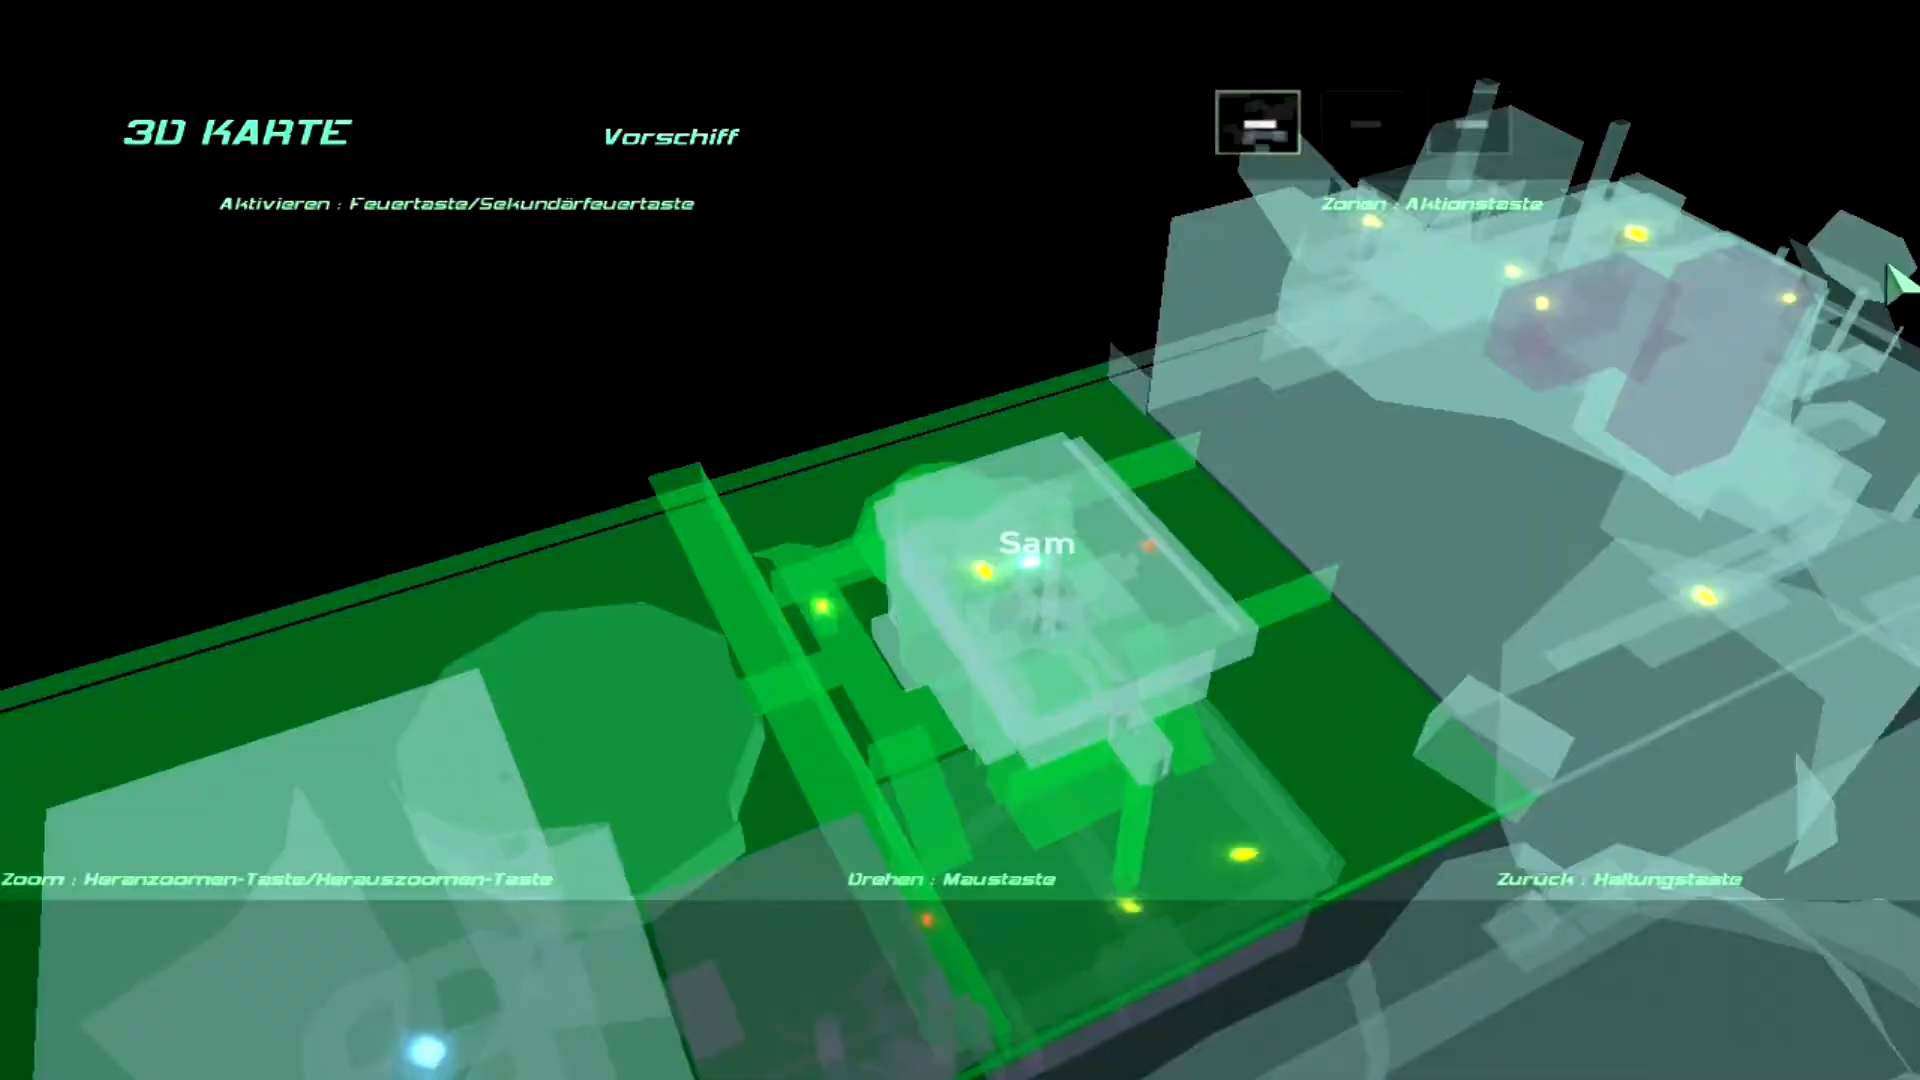 3D KARTE
Vorschiff
Aktivieren : Feuertaste/Sekundärfeuertaste
Zonen : Aktionstaste
Sam
Zoom : Heranzoomen-Taste/Herauszoomen-Taste
Drehen : Maustaste
Zurück : Haltungstaste